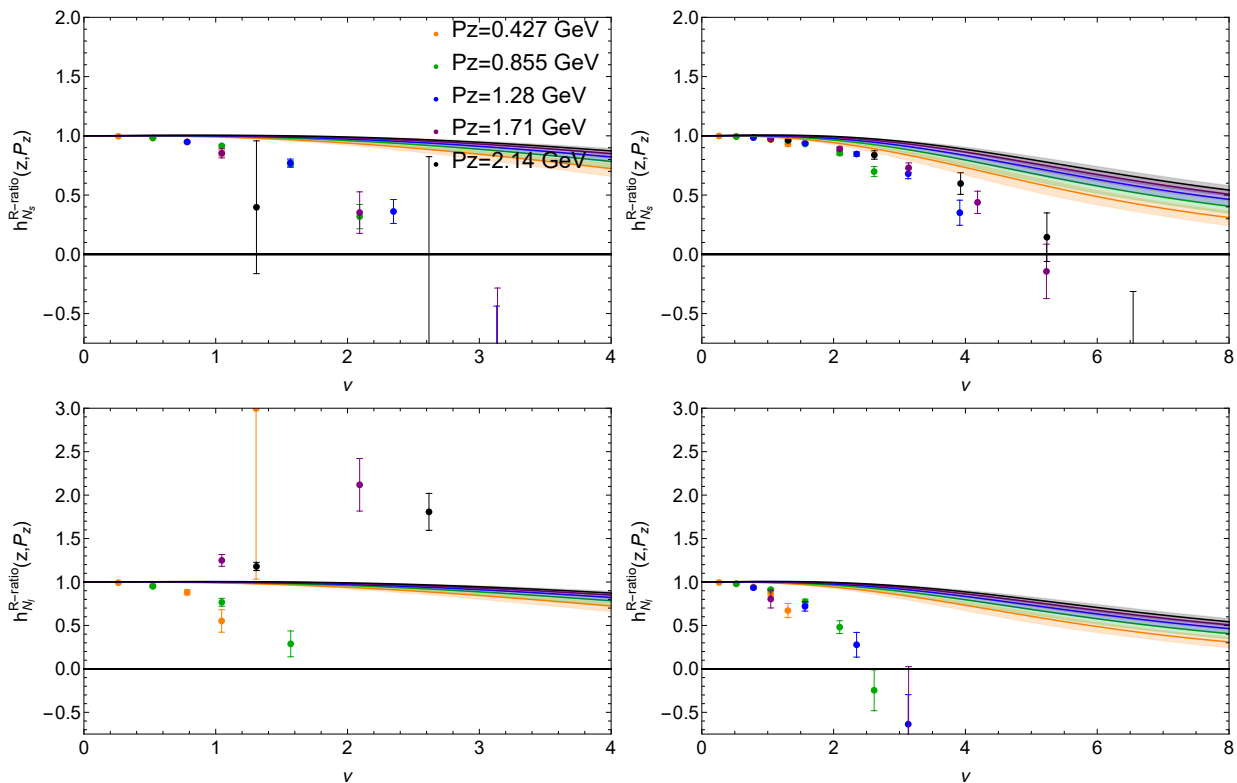 2.0
1.5
1.0
0.5
0.0
−0.5
h_{N_s}^{R−ratio}(z,P_z)
0 1 2 3 4
ν
Pz=0.427 GeV
Pz=0.855 GeV
Pz=1.28 GeV
Pz=1.71 GeV
Pz=2.14 GeV
2.0
1.5
1.0
0.5
0.0
−0.5
h_{N_s}^{R−ratio}(z,P_z)
0 2 4 6 8
ν
3.0
2.5
2.0
1.5
1.0
0.5
0.0
−0.5
h_{N_l}^{R−ratio}(z,P_z)
0 1 2 3 4
ν
3.0
2.5
2.0
1.5
1.0
0.5
0.0
−0.5
h_{N_l}^{R−ratio}(z,P_z)
0 2 4 6 8
ν